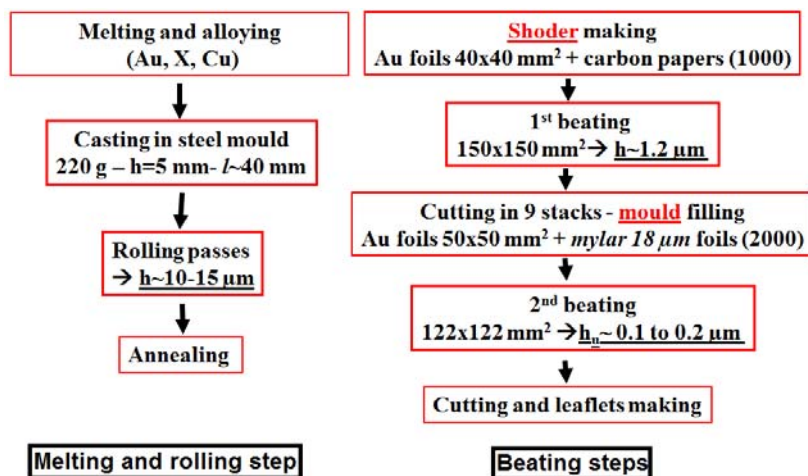 Melting and alloying
(Au, X, Cu)
Casting in steel mould
220 g – h=5 mm- l~40 mm
Rolling passes
→ h~10-15 µm
Annealing
Melting and rolling step
Shoder making
Au foils 40x40 mm² + carbon papers (1000)
1st beating
150x150 mm²→ h~1.2 µm
Cutting in 9 stacks - mould filling
Au foils 50x50 mm² + mylar 18 µm foils (2000)
2nd beating
122x122 mm² →hn~ 0.1 to 0.2 µm
Cutting and leaflets making
Beating steps